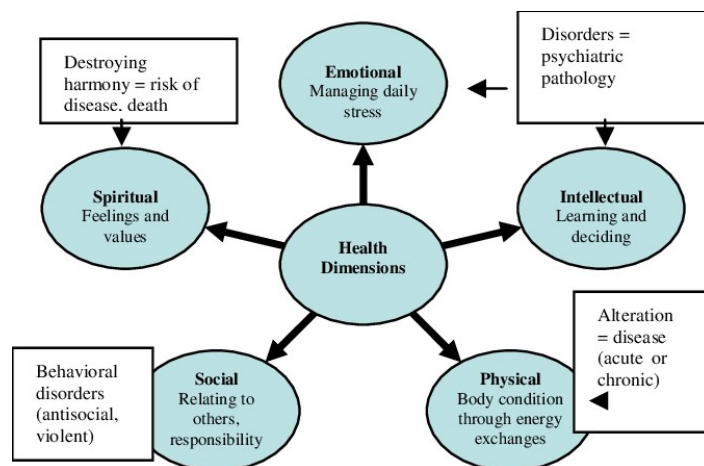 Destroying
harmony = risk of
disease, death
Emotional
Managing daily
stress
Disorders =
psychiatric
pathology
Spiritual
Feelings and
values
Intellectual
Learning and
deciding
Health
Dimensions
Behavioral
disorders
(antisocial,
violent)
Social
Relating to
others,
responsibility
Physical
Body condition
through energy
exchanges
Alteration
= disease
(acute or
chronic)